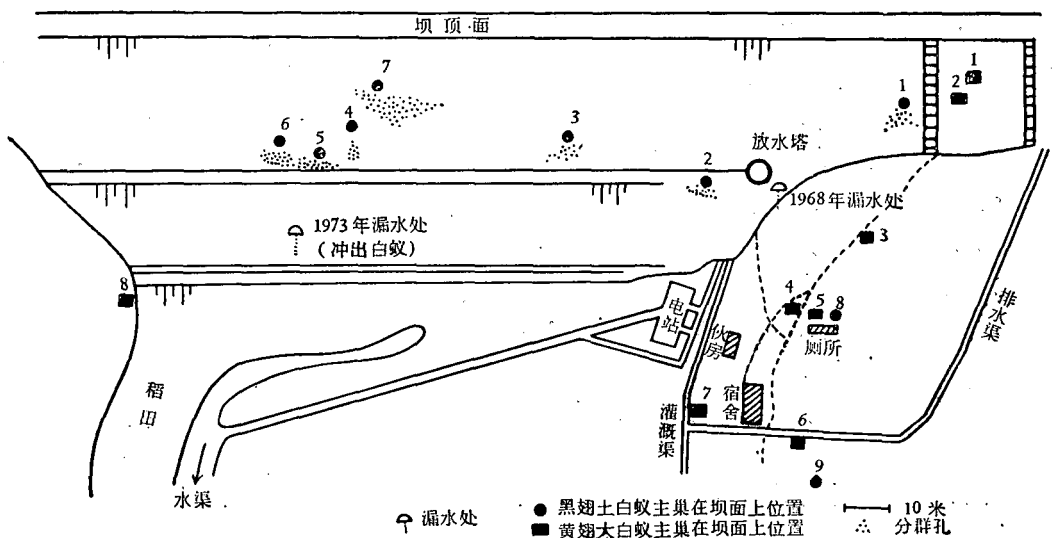 坝顶面
7
1
2
1
4
3
6
5
放水塔
2
1968年漏水处
1973年漏水处
(冲出白蚁)
3
8
4
5
8
电站
伙房
厕所
排水渠
稻田
7
宿舍
灌溉渠
6
9
水渠
漏水处
黑翅土白蚁主巢在坝面上位置
10米
黄翅大白蚁主巢在坝面上位置
分群孔